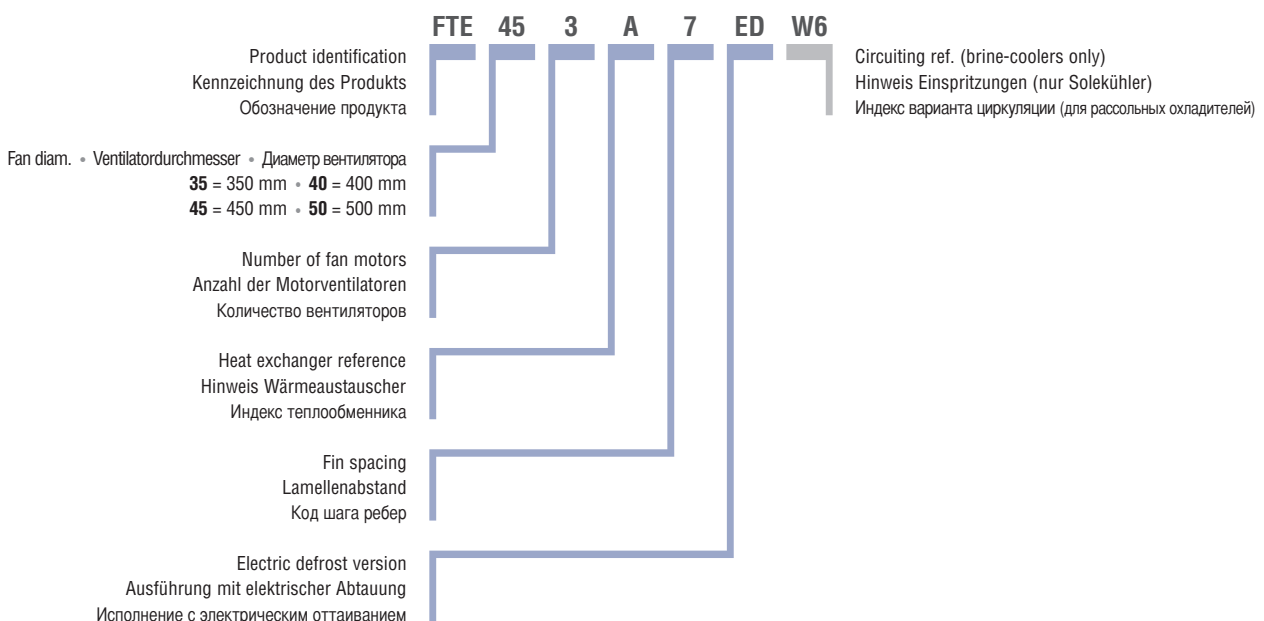 FTE 45 3 A 7 ED W6
Product identification
Kennzeichnung des Produkts
Обозначение продукта
Circuiting ref. (brine-coolers only)
Hinweis Einspritzungen (nur Solekühler)
Индекс варианта циркуляции (для рассольных охладителей)
Fan diam. • Ventilatordurchmesser • Диаметр вентилятора
35 = 350 mm • 40 = 400 mm
45 = 450 mm • 50 = 500 mm
Number of fan motors
Anzahl der Motorventilatoren
Количество вентиляторов
Heat exchanger reference
Hinweis Wärmeaustauscher
Индекс теплообменника
Fin spacing
Lamellenabstand
Код шага ребер
Electric defrost version
Ausführung mit elektrischer Abtauung
Исполнение с электрическим оттаиванием